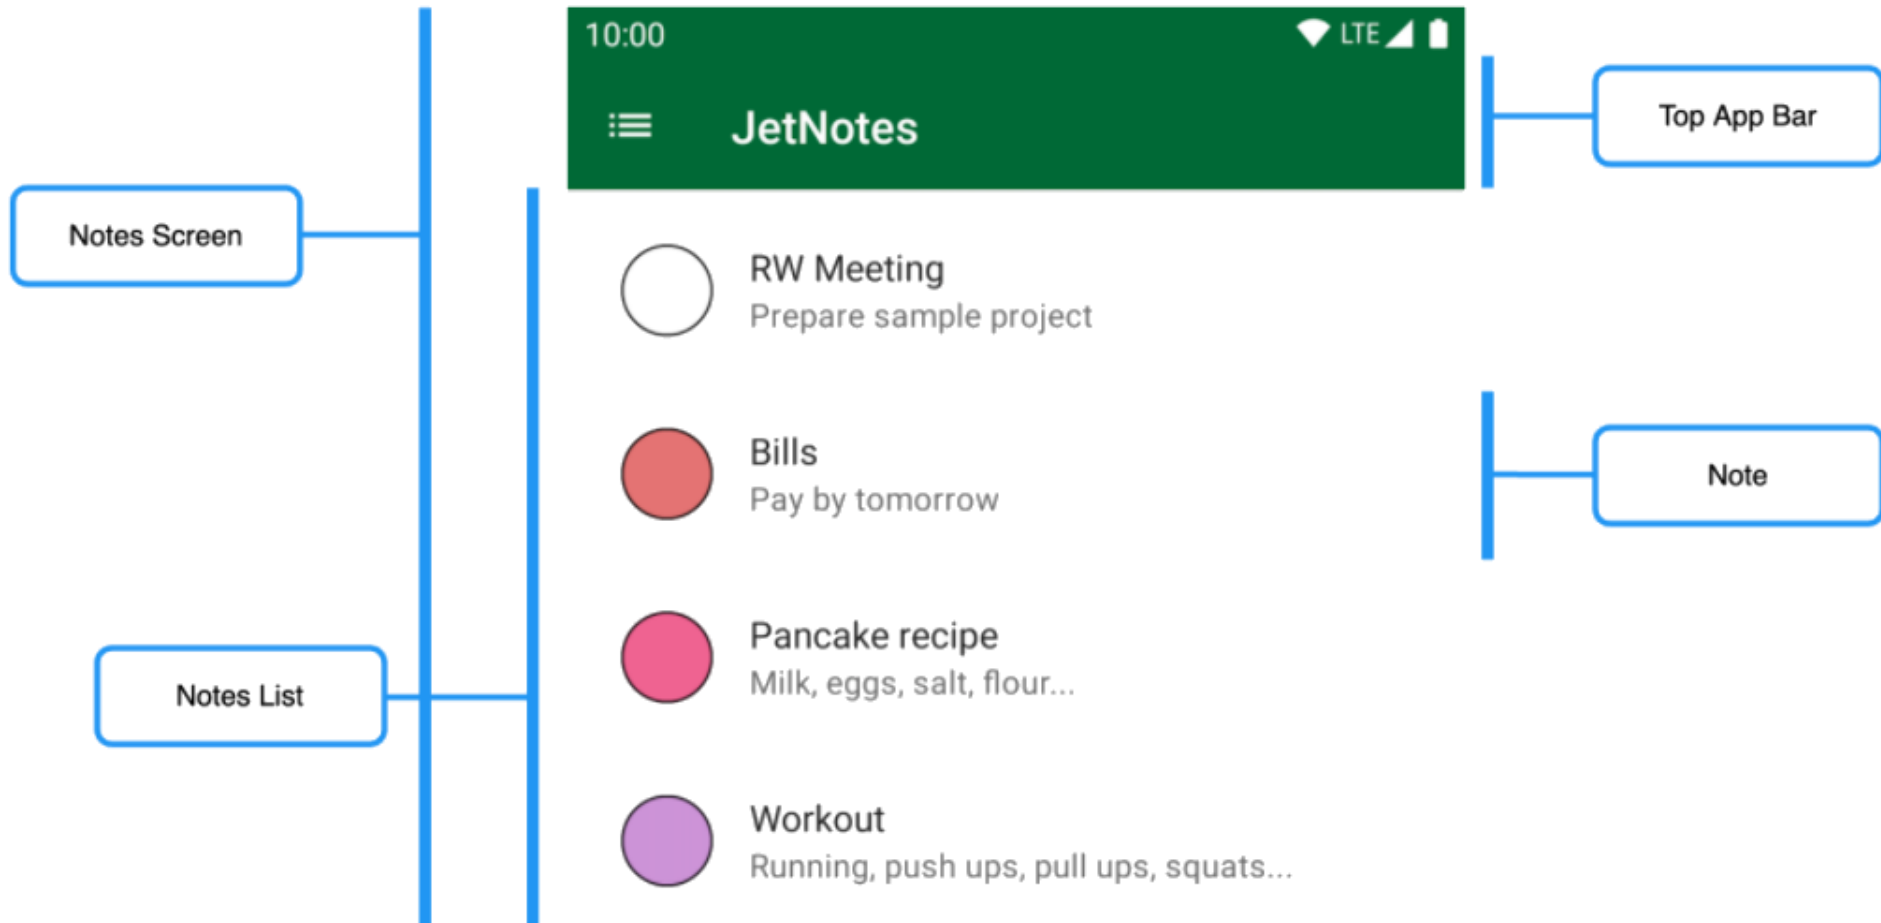 10:00
LTE
Top App Bar
JetNotes
Notes Screen
RW Meeting
Prepare sample project
Bills
Pay by tomorrow
Note
Pancake recipe
Milk, eggs, salt, flour...
Notes List
Workout
Running, push ups, pull ups, squats...